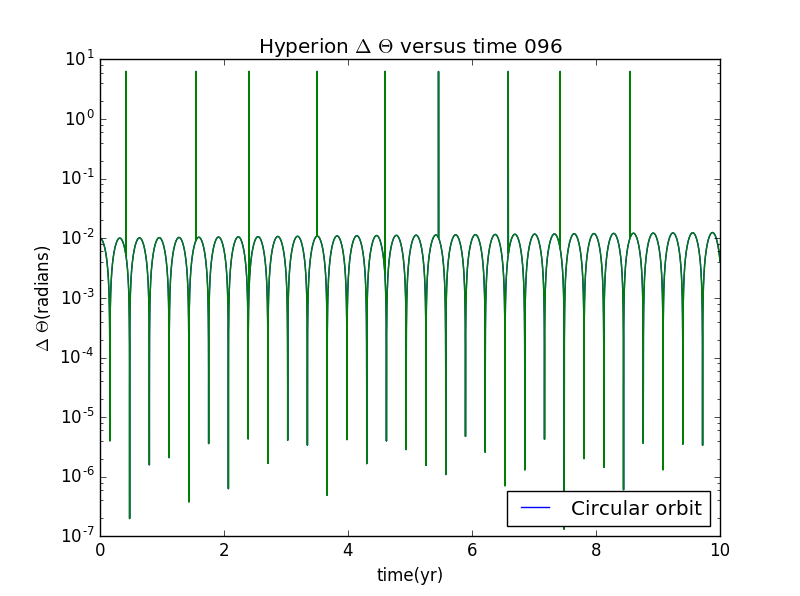 Hyperion Δ Θ versus time 096
10^1
10^0
10^-1
10^-2
10^-3
10^-4
10^-5
10^-6
10^-7
Δ Θ(radians)
Circular orbit
0 2 4 6 8 10
time(yr)